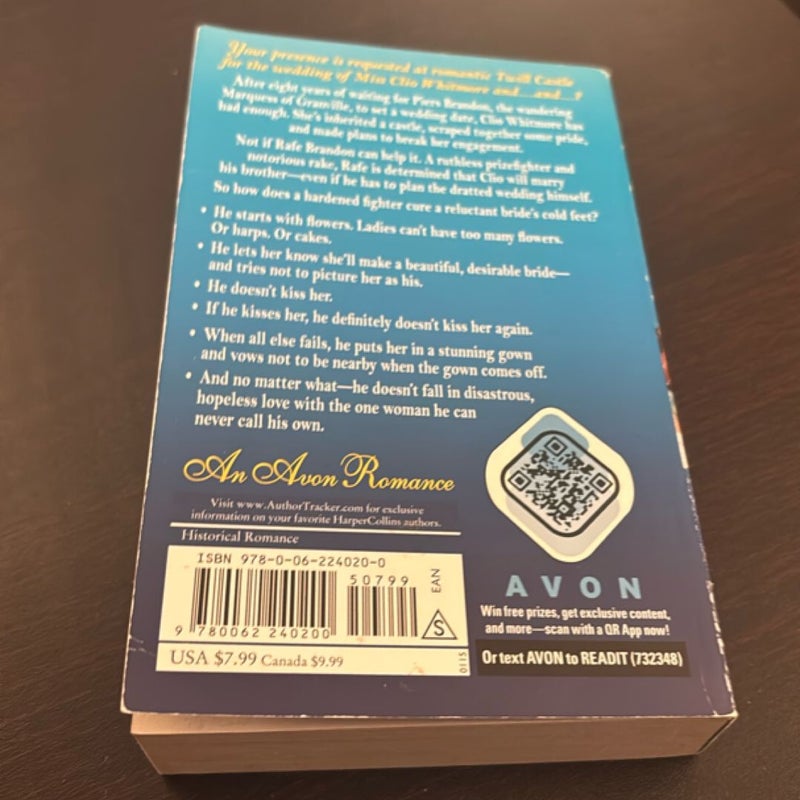 Your presence is requested at romantic Twill Castle
for the wedding of Miss Clio Whitmore and...and...?
After eight years of waiting for Piers Brandon, the wandering
Marquess of Granville, to set a wedding date, Clio Whitmore has
had enough. She's inherited a castle, scraped together some pride,
and made plans to break her engagement.
Not if Rafe Brandon can help it. A ruthless prizefighter and
notorious rake, Rafe is determined that Clio will marry
his brother—even if he has to plan the dratted wedding himself.
So how does a hardened fighter cure a reluctant bride's cold feet?
• He starts with flowers. Ladies can't have too many flowers.
Or harps. Or cakes.
• He lets her know she'll make a beautiful, desirable bride—
and tries not to picture her as his.
• He doesn't kiss her.
• If he kisses her, he definitely doesn't kiss her again.
• When all else fails, he puts her in a stunning gown
and vows not to be nearby when the gown comes off.
• And no matter what—he doesn't fall in disastrous,
hopeless love with the one woman he can
never call his own.
An Avon Romance
Visit www.AuthorTracker.com for exclusive
information on your favorite HarperCollins authors.
Historical Romance
ISBN 978-0-06-224020-0
50799
EAN
9 780062 240200
S
USA $7.99 Canada $9.99
0115
AVON
Win free prizes, get exclusive content,
and more—scan with a QR App now!
Or text AVON to READIT (732348)